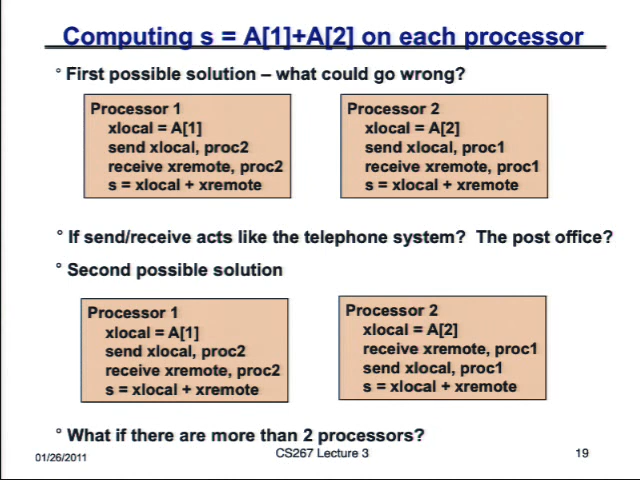 Computing s = A[1]+A[2] on each processor
° First possible solution – what could go wrong?
Processor 1
xlocal = A[1]
send xlocal, proc2
receive xremote, proc2
s = xlocal + xremote
Processor 2
xlocal = A[2]
send xlocal, proc1
receive xremote, proc1
s = xlocal + xremote
° If send/receive acts like the telephone system? The post office?
° Second possible solution
Processor 1
xlocal = A[1]
send xlocal, proc2
receive xremote, proc2
s = xlocal + xremote
Processor 2
xlocal = A[2]
receive xremote, proc1
send xlocal, proc1
s = xlocal + xremote
° What if there are more than 2 processors?
01/26/2011
CS267 Lecture 3
19